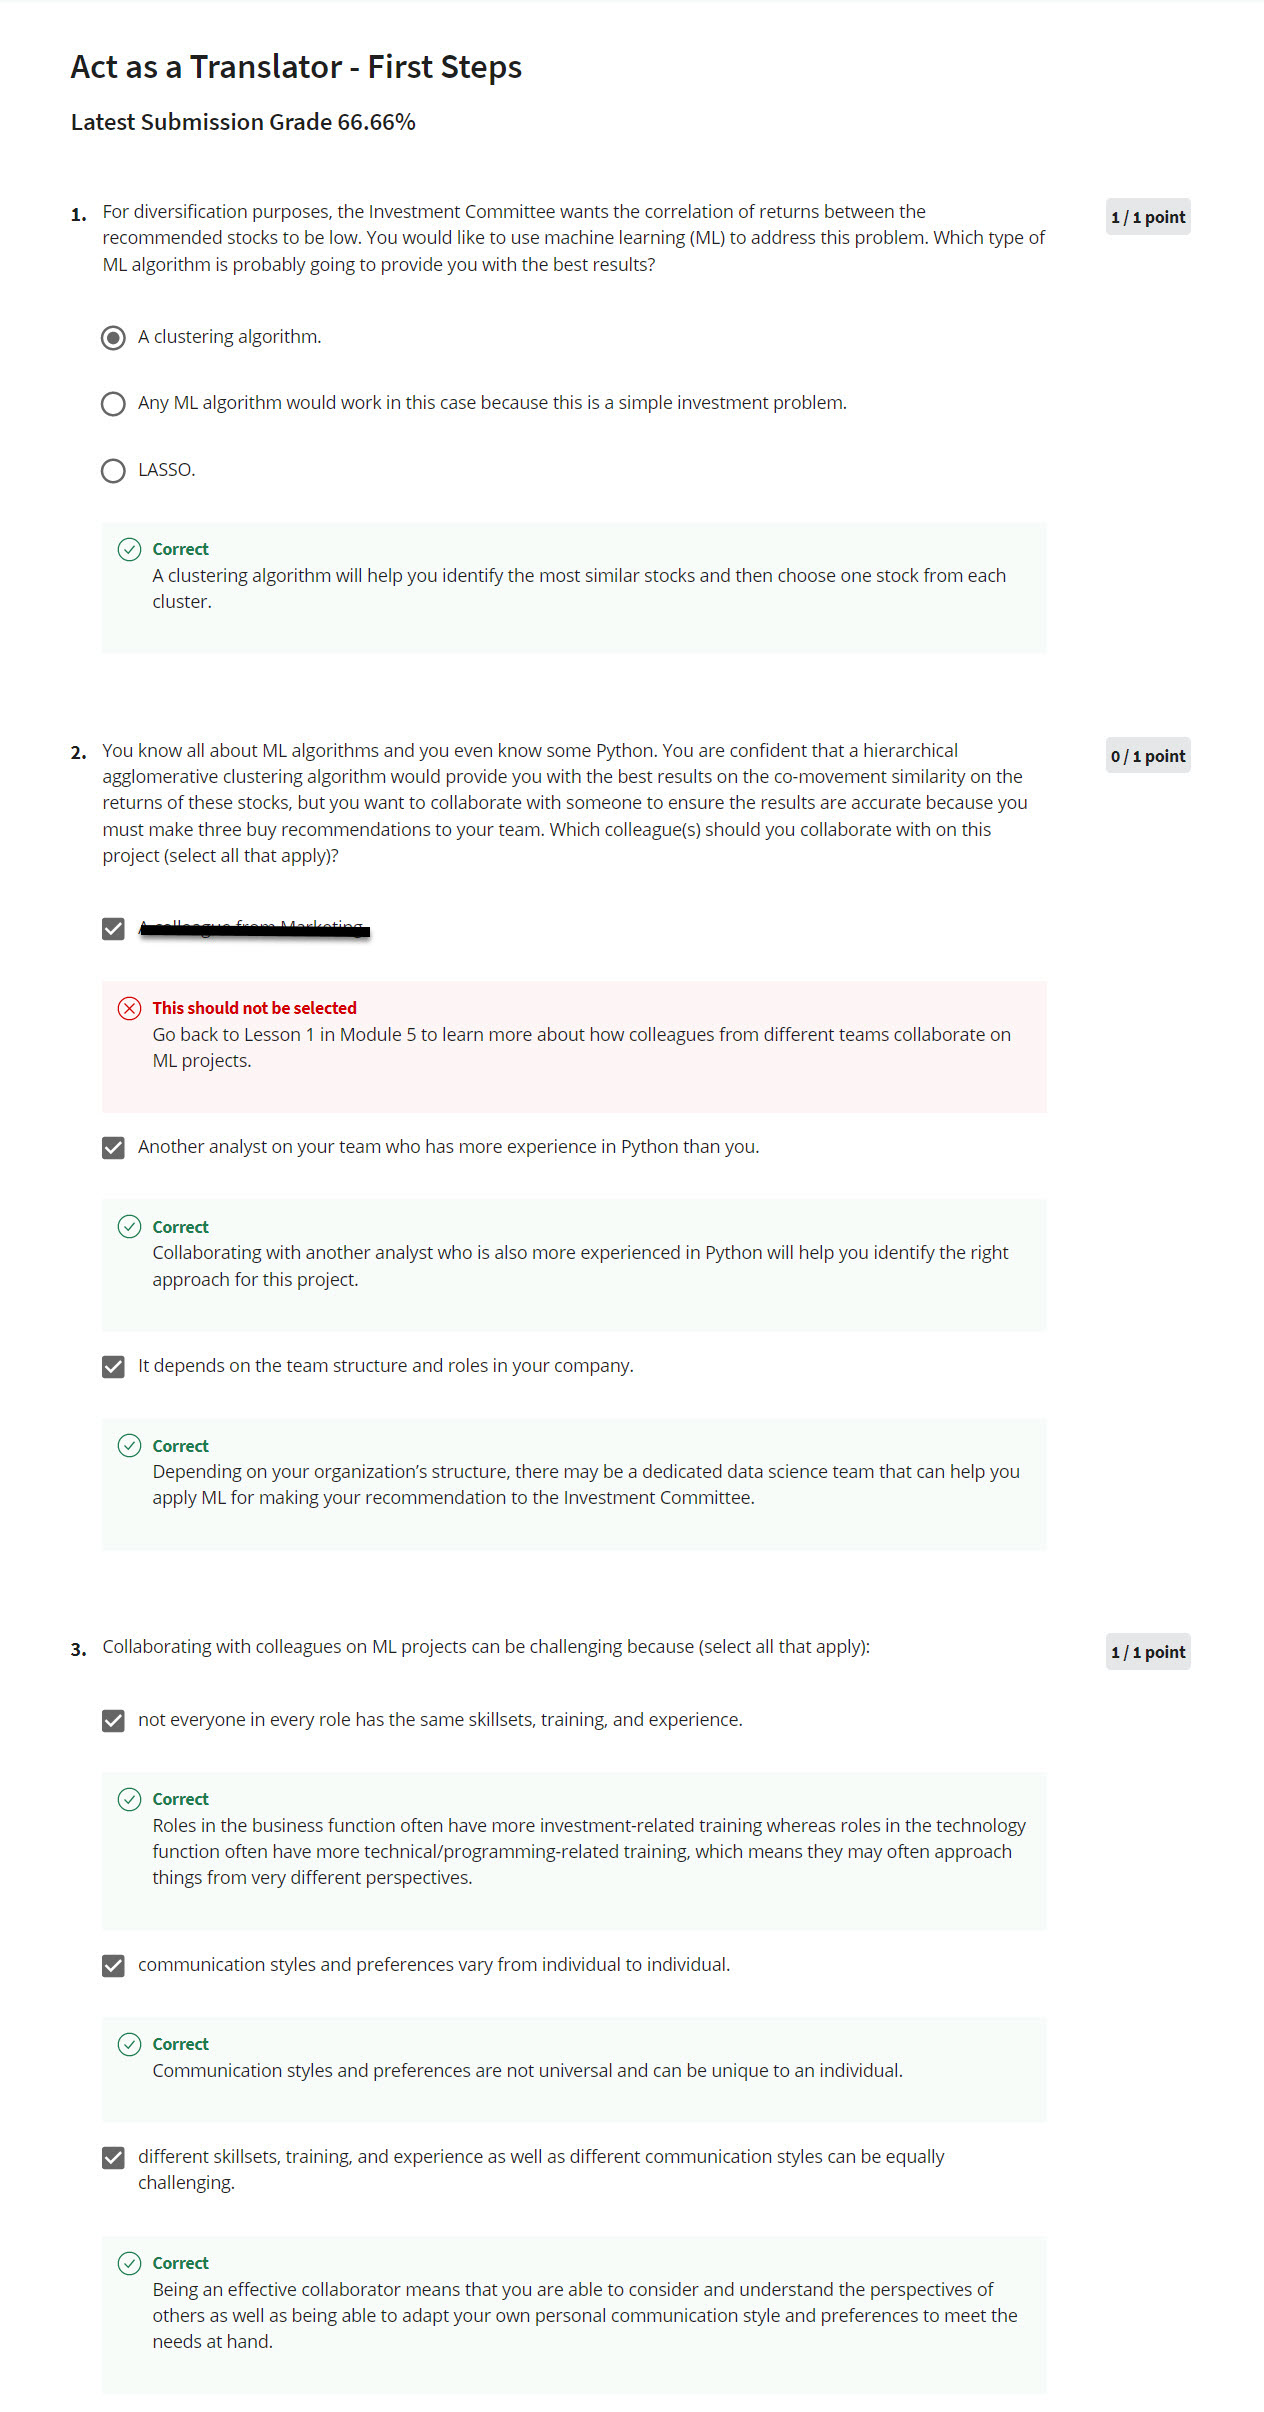 Act as a Translator - First Steps
Latest Submission Grade 66.66%
1. For diversification purposes, the Investment Committee wants the correlation of returns between the
1 / 1 point
recommended stocks to be low. You would like to use machine learning (ML) to address this problem. Which type of
ML algorithm is probably going to provide you with the best results?
A clustering algorithm.
Any ML algorithm would work in this case because this is a simple investment problem.
LASSO.
Correct
A clustering algorithm will help you identify the most similar stocks and then choose one stock from each
cluster.
2. You know all about ML algorithms and you even know some Python. You are confident that a hierarchical
0 / 1 point
agglomerative clustering algorithm would provide you with the best results on the co-movement similarity on the
returns of these stocks, but you want to collaborate with someone to ensure the results are accurate because you
must make three buy recommendations to your team. Which colleague(s) should you collaborate with on this
project (select all that apply)?
A colleague from Marketing
This should not be selected
Go back to Lesson 1 in Module 5 to learn more about how colleagues from different teams collaborate on
ML projects.
Another analyst on your team who has more experience in Python than you.
Correct
Collaborating with another analyst who is also more experienced in Python will help you identify the right
approach for this project.
It depends on the team structure and roles in your company.
Correct
Depending on your organization's structure, there may be a dedicated data science team that can help you
apply ML for making your recommendation to the Investment Committee.
3. Collaborating with colleagues on ML projects can be challenging because (select all that apply):
1 / 1 point
not everyone in every role has the same skillsets, training, and experience.
Correct
Roles in the business function often have more investment-related training whereas roles in the technology
function often have more technical/programming-related training, which means they may often approach
things from very different perspectives.
communication styles and preferences vary from individual to individual.
Correct
Communication styles and preferences are not universal and can be unique to an individual.
different skillsets, training, and experience as well as different communication styles can be equally
challenging.
Correct
Being an effective collaborator means that you are able to consider and understand the perspectives of
others as well as being able to adapt your own personal communication style and preferences to meet the
needs at hand.